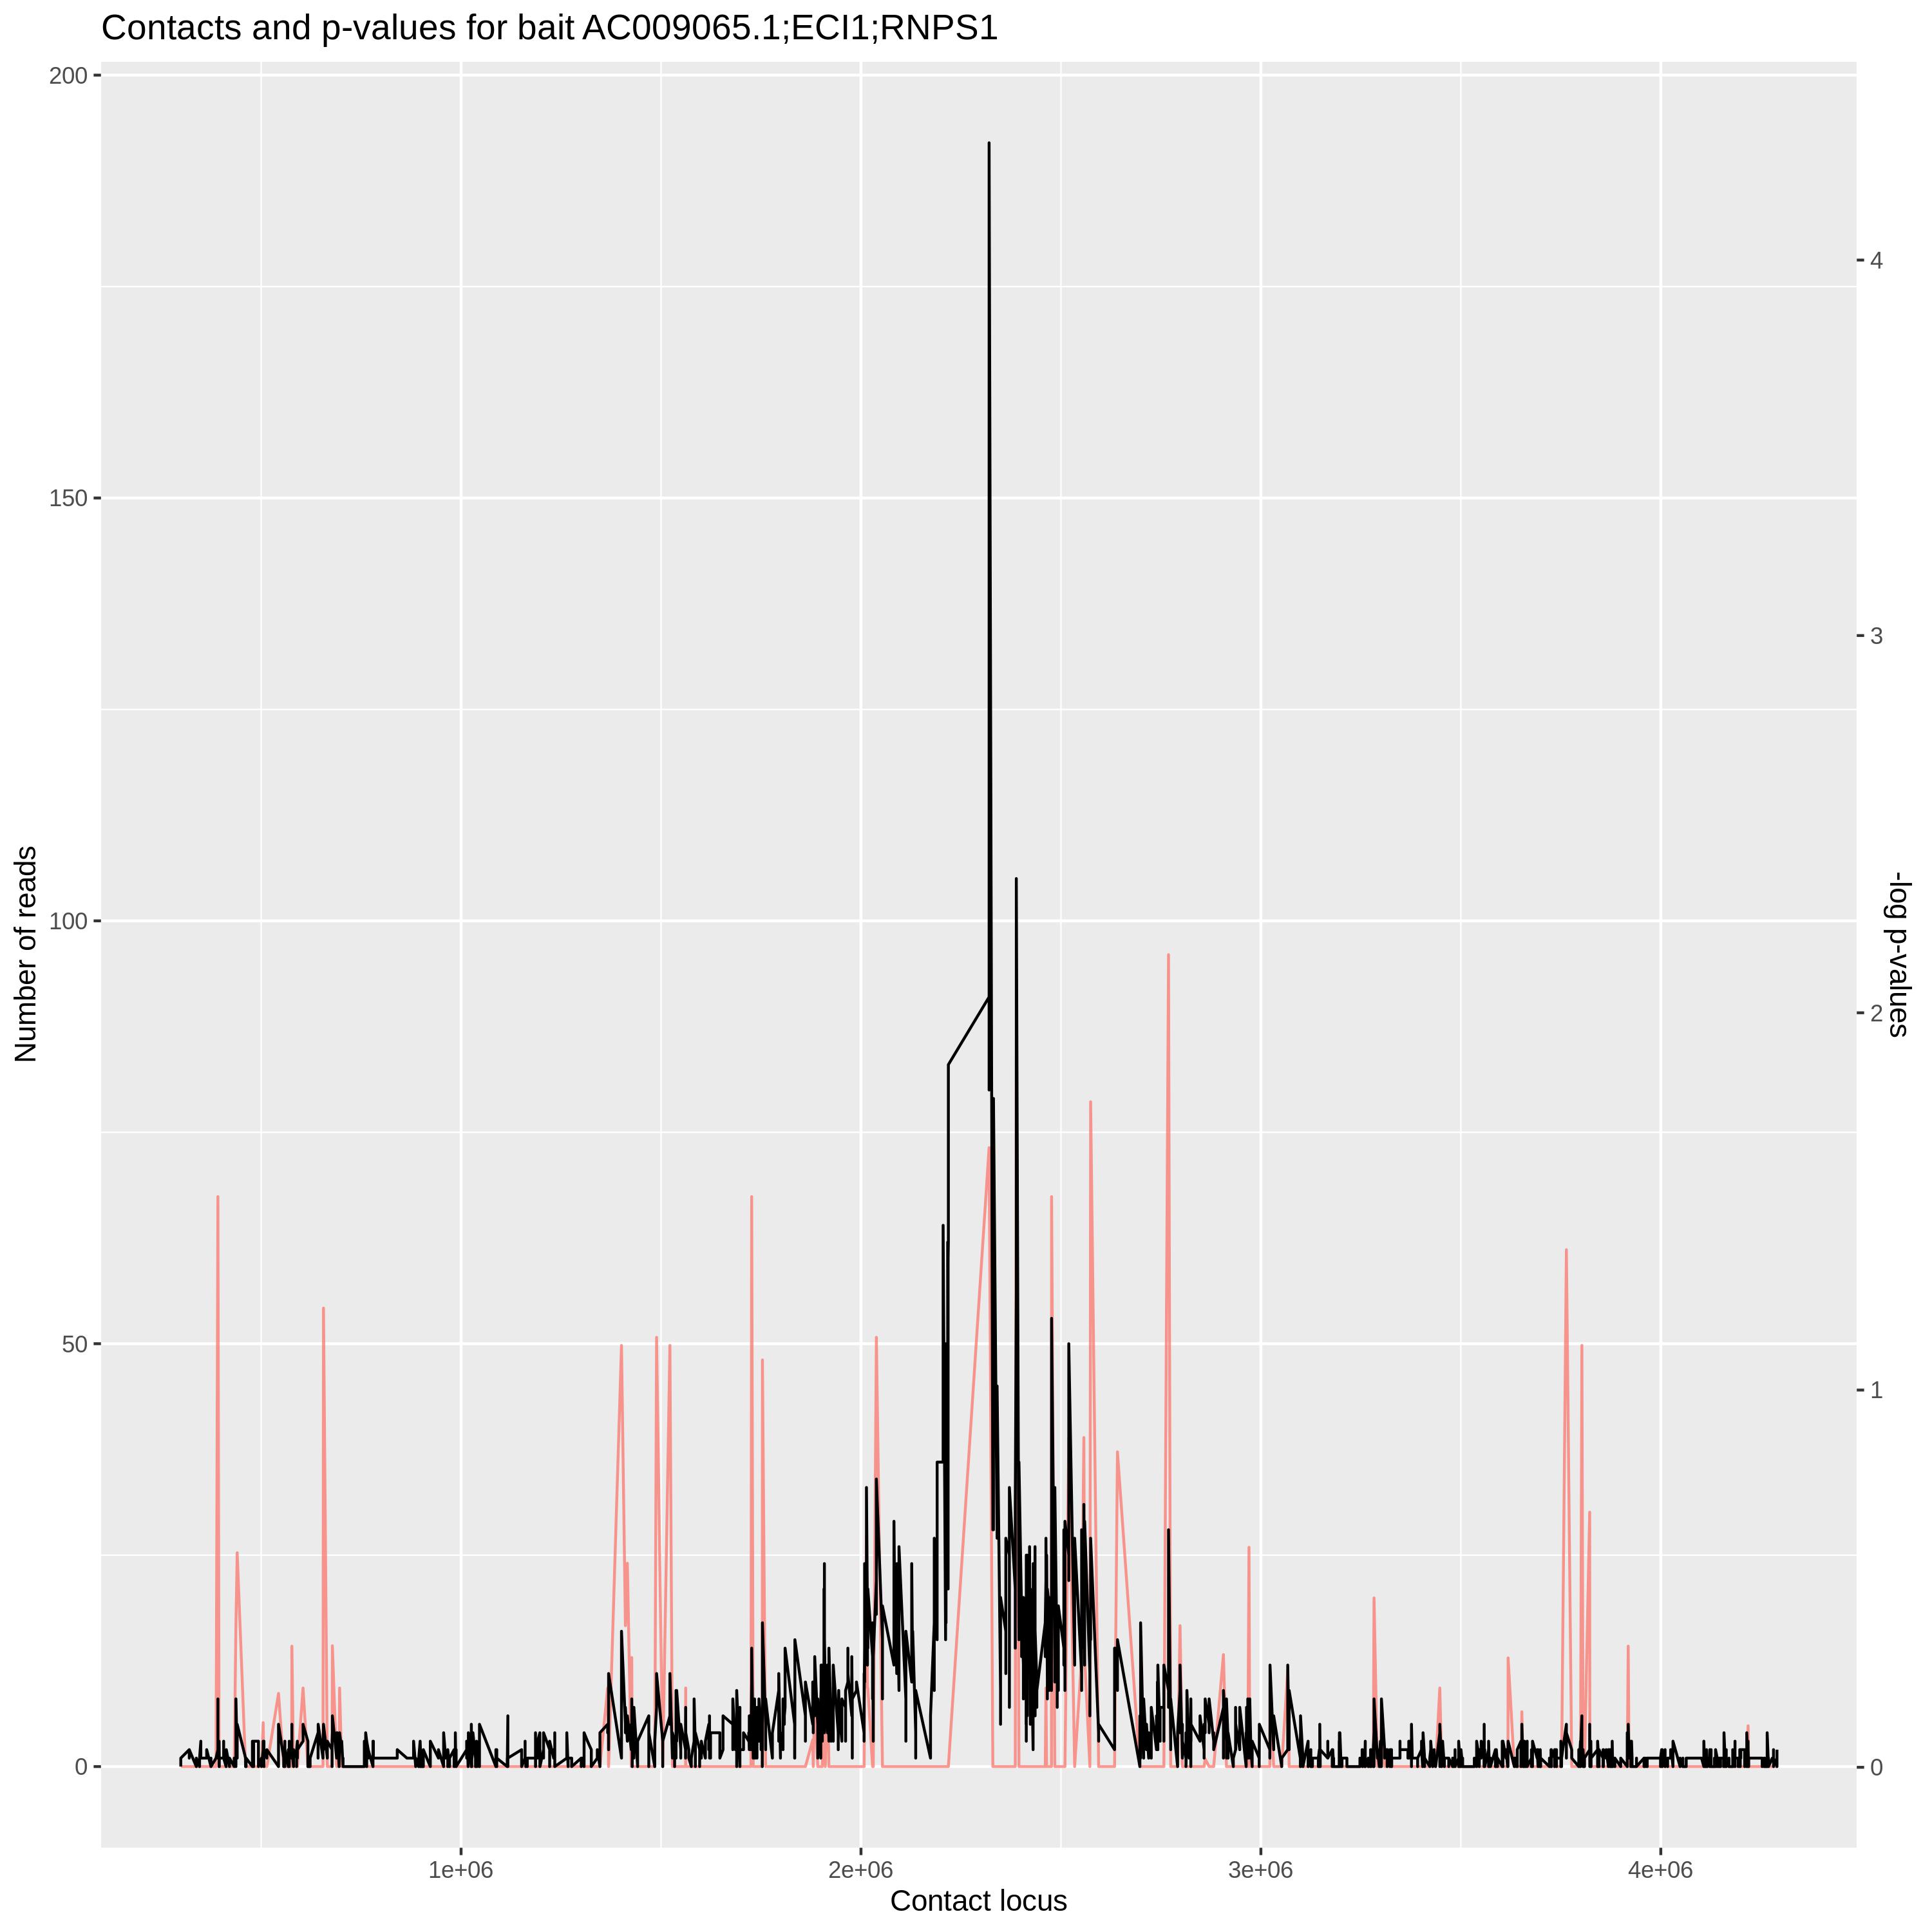 Contacts and p-values for bait AC009065.1;ECI1;RNPS1
200
150
100
50
0
Number of reads
4
3
2
1
0
-log p-values
1e+06 2e+06 3e+06 4e+06
Contact locus